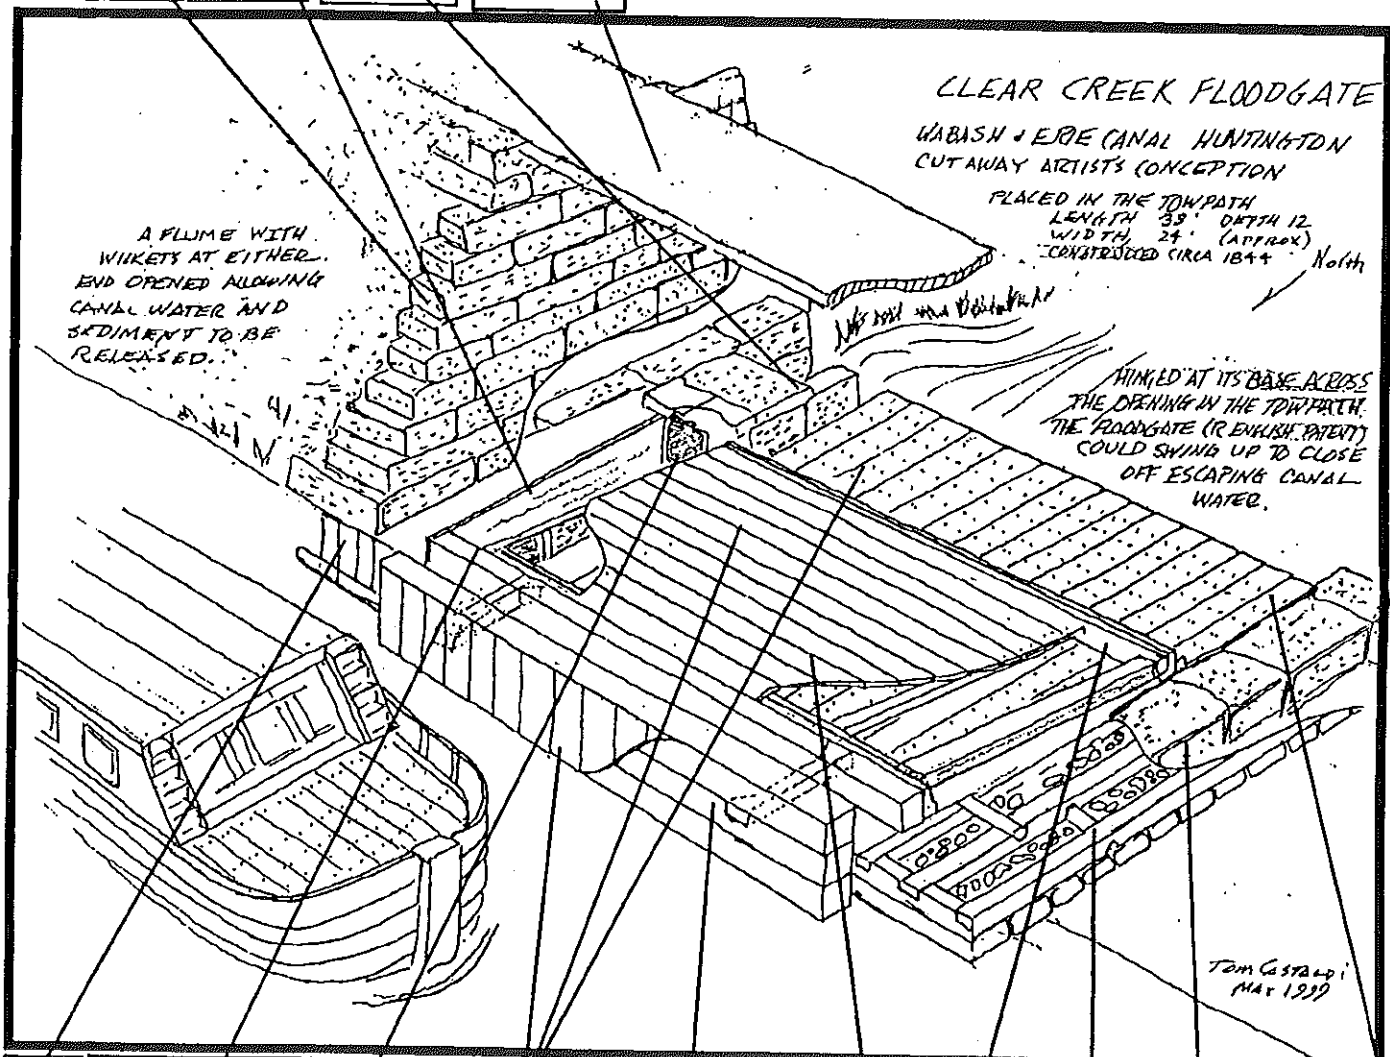 CLEAR CREEK FLOODGATE
WABASH & ERIE CANAL HUNTINGTON
CUTAWAY ARTIST'S CONCEPTION
PLACED IN THE TOWPATH
LENGTH 38' DEPTH 12
WIDTH, 24' (APPROX)
CONSTRUCTED CIRCA 1844
North
A FLUME WITH
WICKETS AT EITHER
END OPENED ALLOWING
CANAL WATER AND
SEDIMENT TO BE
RELEASED.
HINGED AT ITS BASE ACROSS
THE OPENING IN THE TOWPATH
THE FLOODGATE (R ENGLISH PATENT)
COULD SWING UP TO CLOSE
OFF ESCAPING CANAL
WATER.
TOM CASTALDI
MAY 1999